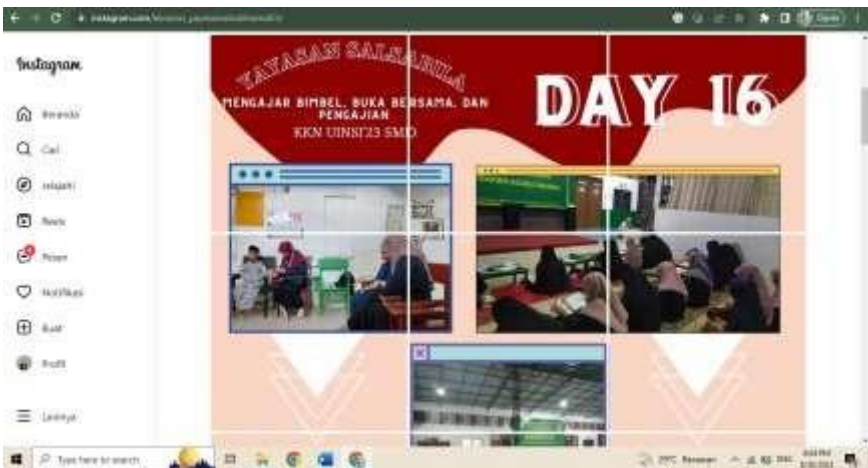 Instagram
Beranda
Cari
Jelajahi
Reels
Pesan
Notifikasi
Buat
Profil
Lainnya
YAYASAN SALSABILA
MENGAJAR BIMBEL, BUKA BERSAMA, DAN
PENGAJIAN
KKN UINSI'23 SMD
DAY 16
Type here to search